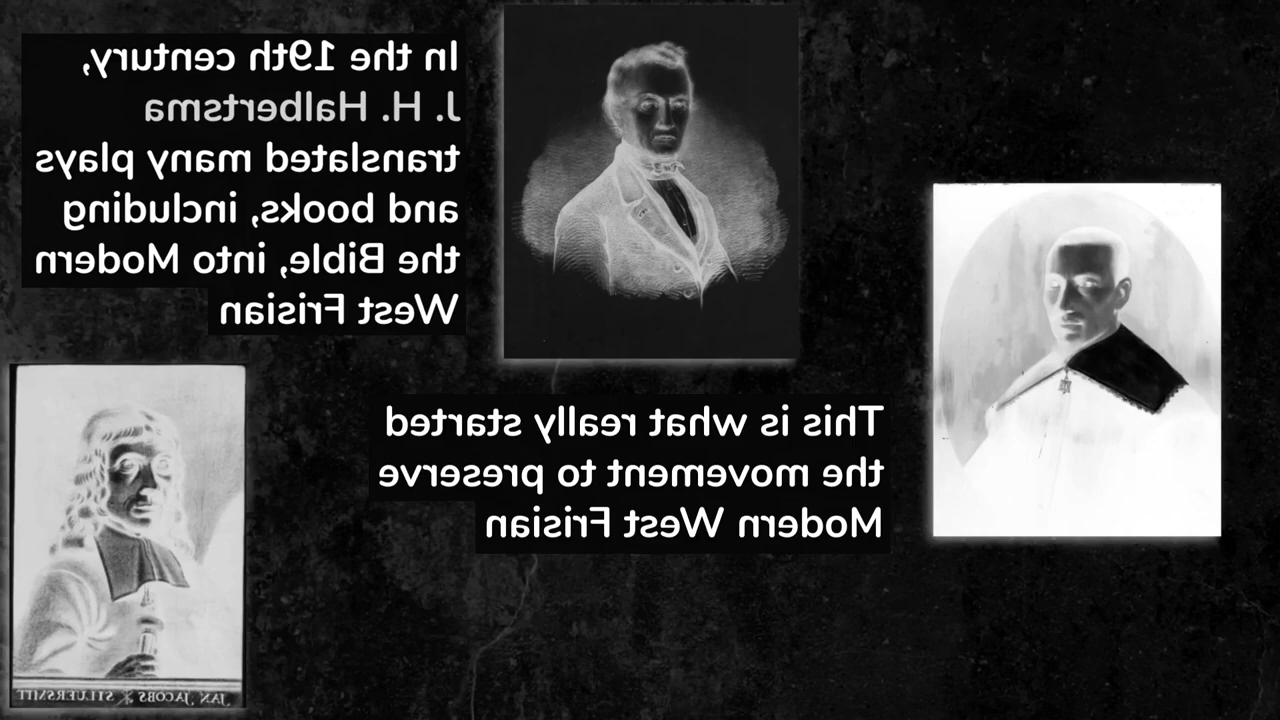 In the 19th century,
J. H. Halbertsma
translated many plays
and books, including
the Bible, into Modern
West Frisian
This is what really started
the movement to preserve
Modern West Frisian
JAN JACOBS STLUERSMIT